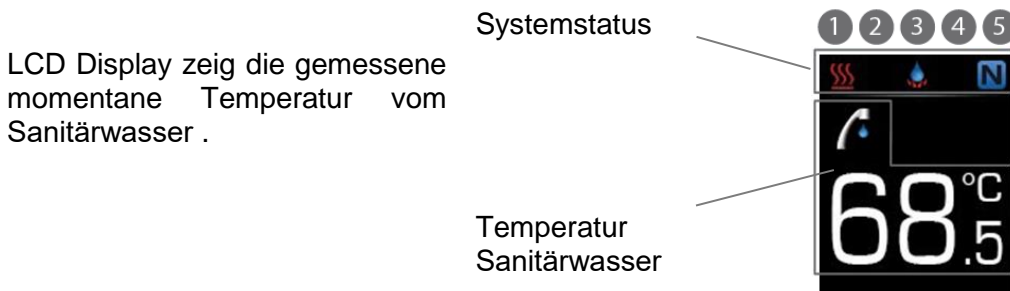 LCD Display zeig die gemessene
momentane Temperatur vom
Sanitärwasser .
Systemstatus
1 2 3 4 5
N
68.5 °C
Temperatur
Sanitärwasser